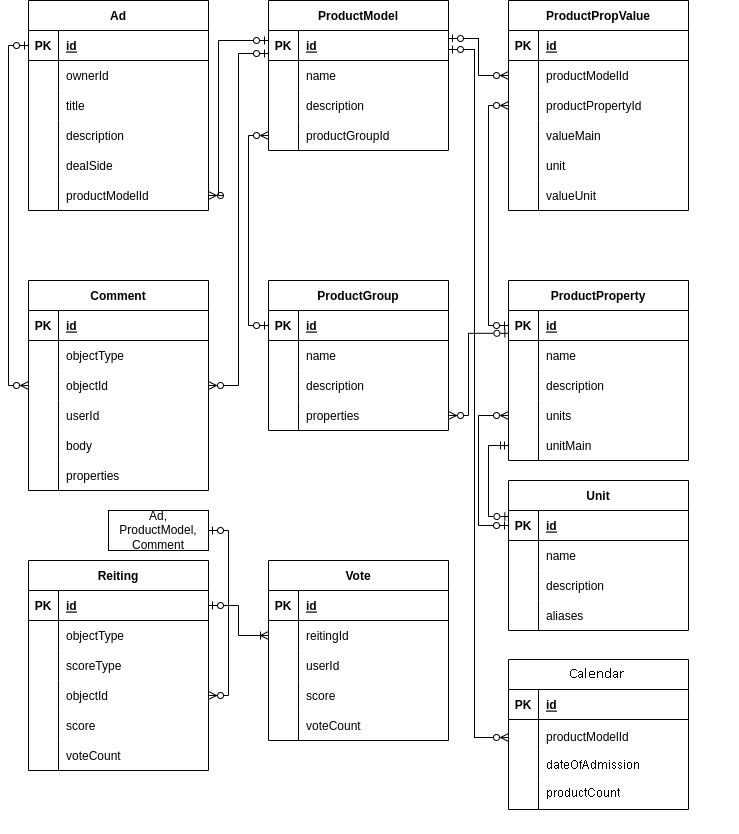 Ad
PK id
ownerId
title
description
dealSide
productModelId
ProductModel
PK id
name
description
productGroupId
ProductPropValue
PK id
productModelId
productPropertyId
valueMain
unit
valueUnit
Comment
PK id
objectType
objectId
userId
body
properties
ProductGroup
PK id
name
description
properties
ProductProperty
PK id
name
description
units
unitMain
Ad,
ProductModel,
Comment
Unit
PK id
name
description
aliases
Reiting
PK id
objectType
scoreType
objectId
score
voteCount
Vote
PK id
reitingId
userId
score
voteCount
Calendar
PK id
productModelId
dateOfAdmission
productCount